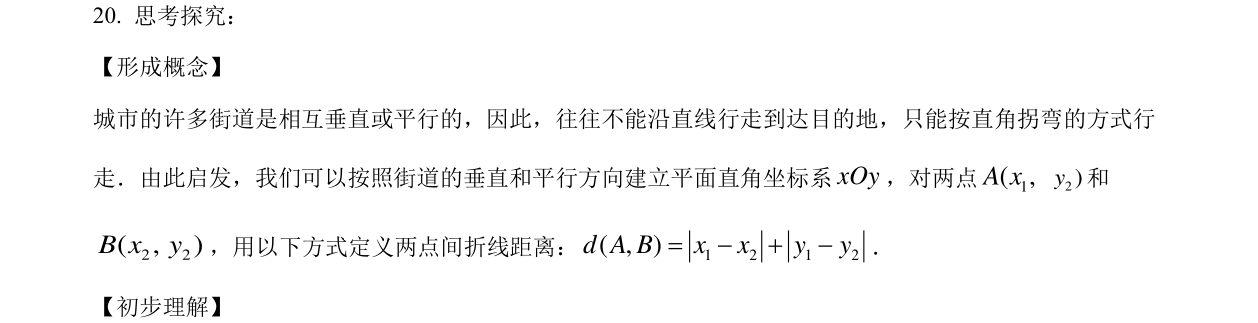 20. 思考探究：
【形成概念】
城市的许多街道是相互垂直或平行的，因此，往往不能沿直线行走到达目的地，只能按直角拐弯的方式行
走．由此启发，我们可以按照街道的垂直和平行方向建立平面直角坐标系 xOy ，对两点 A(x₁, y₂) 和
B(x₂, y₂) ，用以下方式定义两点间折线距离：d(A, B) = |x₁ − x₂| + |y₁ − y₂| ．
【初步理解】